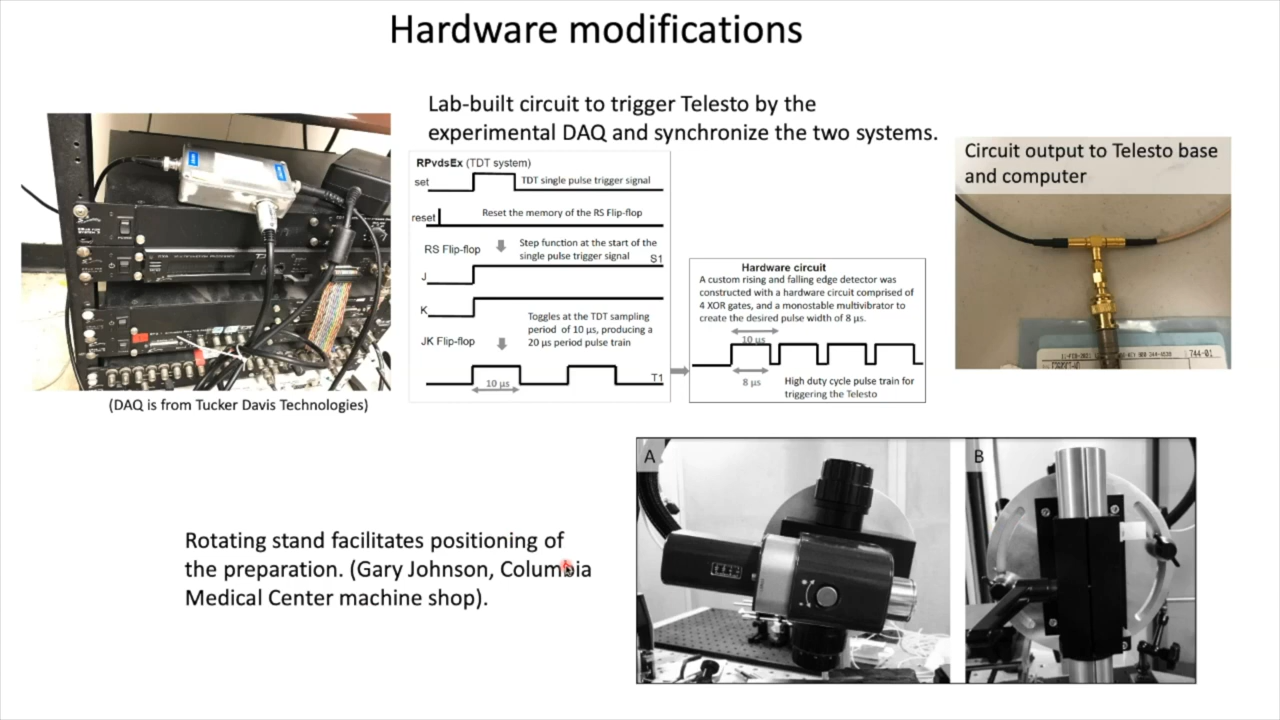 Hardware modifications
Lab-built circuit to trigger Telesto by the
experimental DAQ and synchronize the two systems.
(DAQ is from Tucker Davis Technologies)
RPvdsEx (TDT system)
set
TDT single pulse trigger signal
reset
Reset the memory of the RS Flip-flop
RS Flip-flop
Step function at the start of the
single pulse trigger signal
S1
J
K
Toggles at the TDT sampling
period of 10 µs, producing a
20 µs period pulse train
JK Flip-flop
T1
10 µs
Hardware circuit
A custom rising and falling edge detector was
constructed with a hardware circuit comprised of
4 XOR gates, and a monostable multivibrator to
create the desired pulse width of 8 µs.
10 µs
8 µs
High duty cycle pulse train for
triggering the Telesto
Circuit output to Telesto base
and computer
744-01
Rotating stand facilitates positioning of
the preparation. (Gary Johnson, Columbia
Medical Center machine shop).
A
B